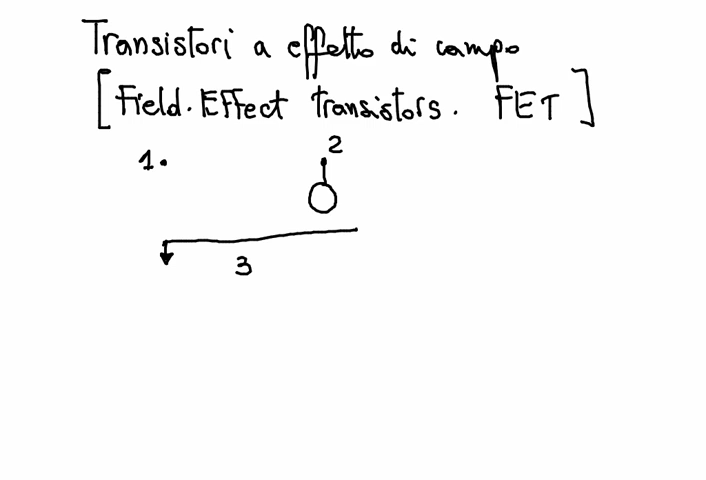 Transistori a effetto di campo
[Field. Effect transistors. FET]
1. 2
3